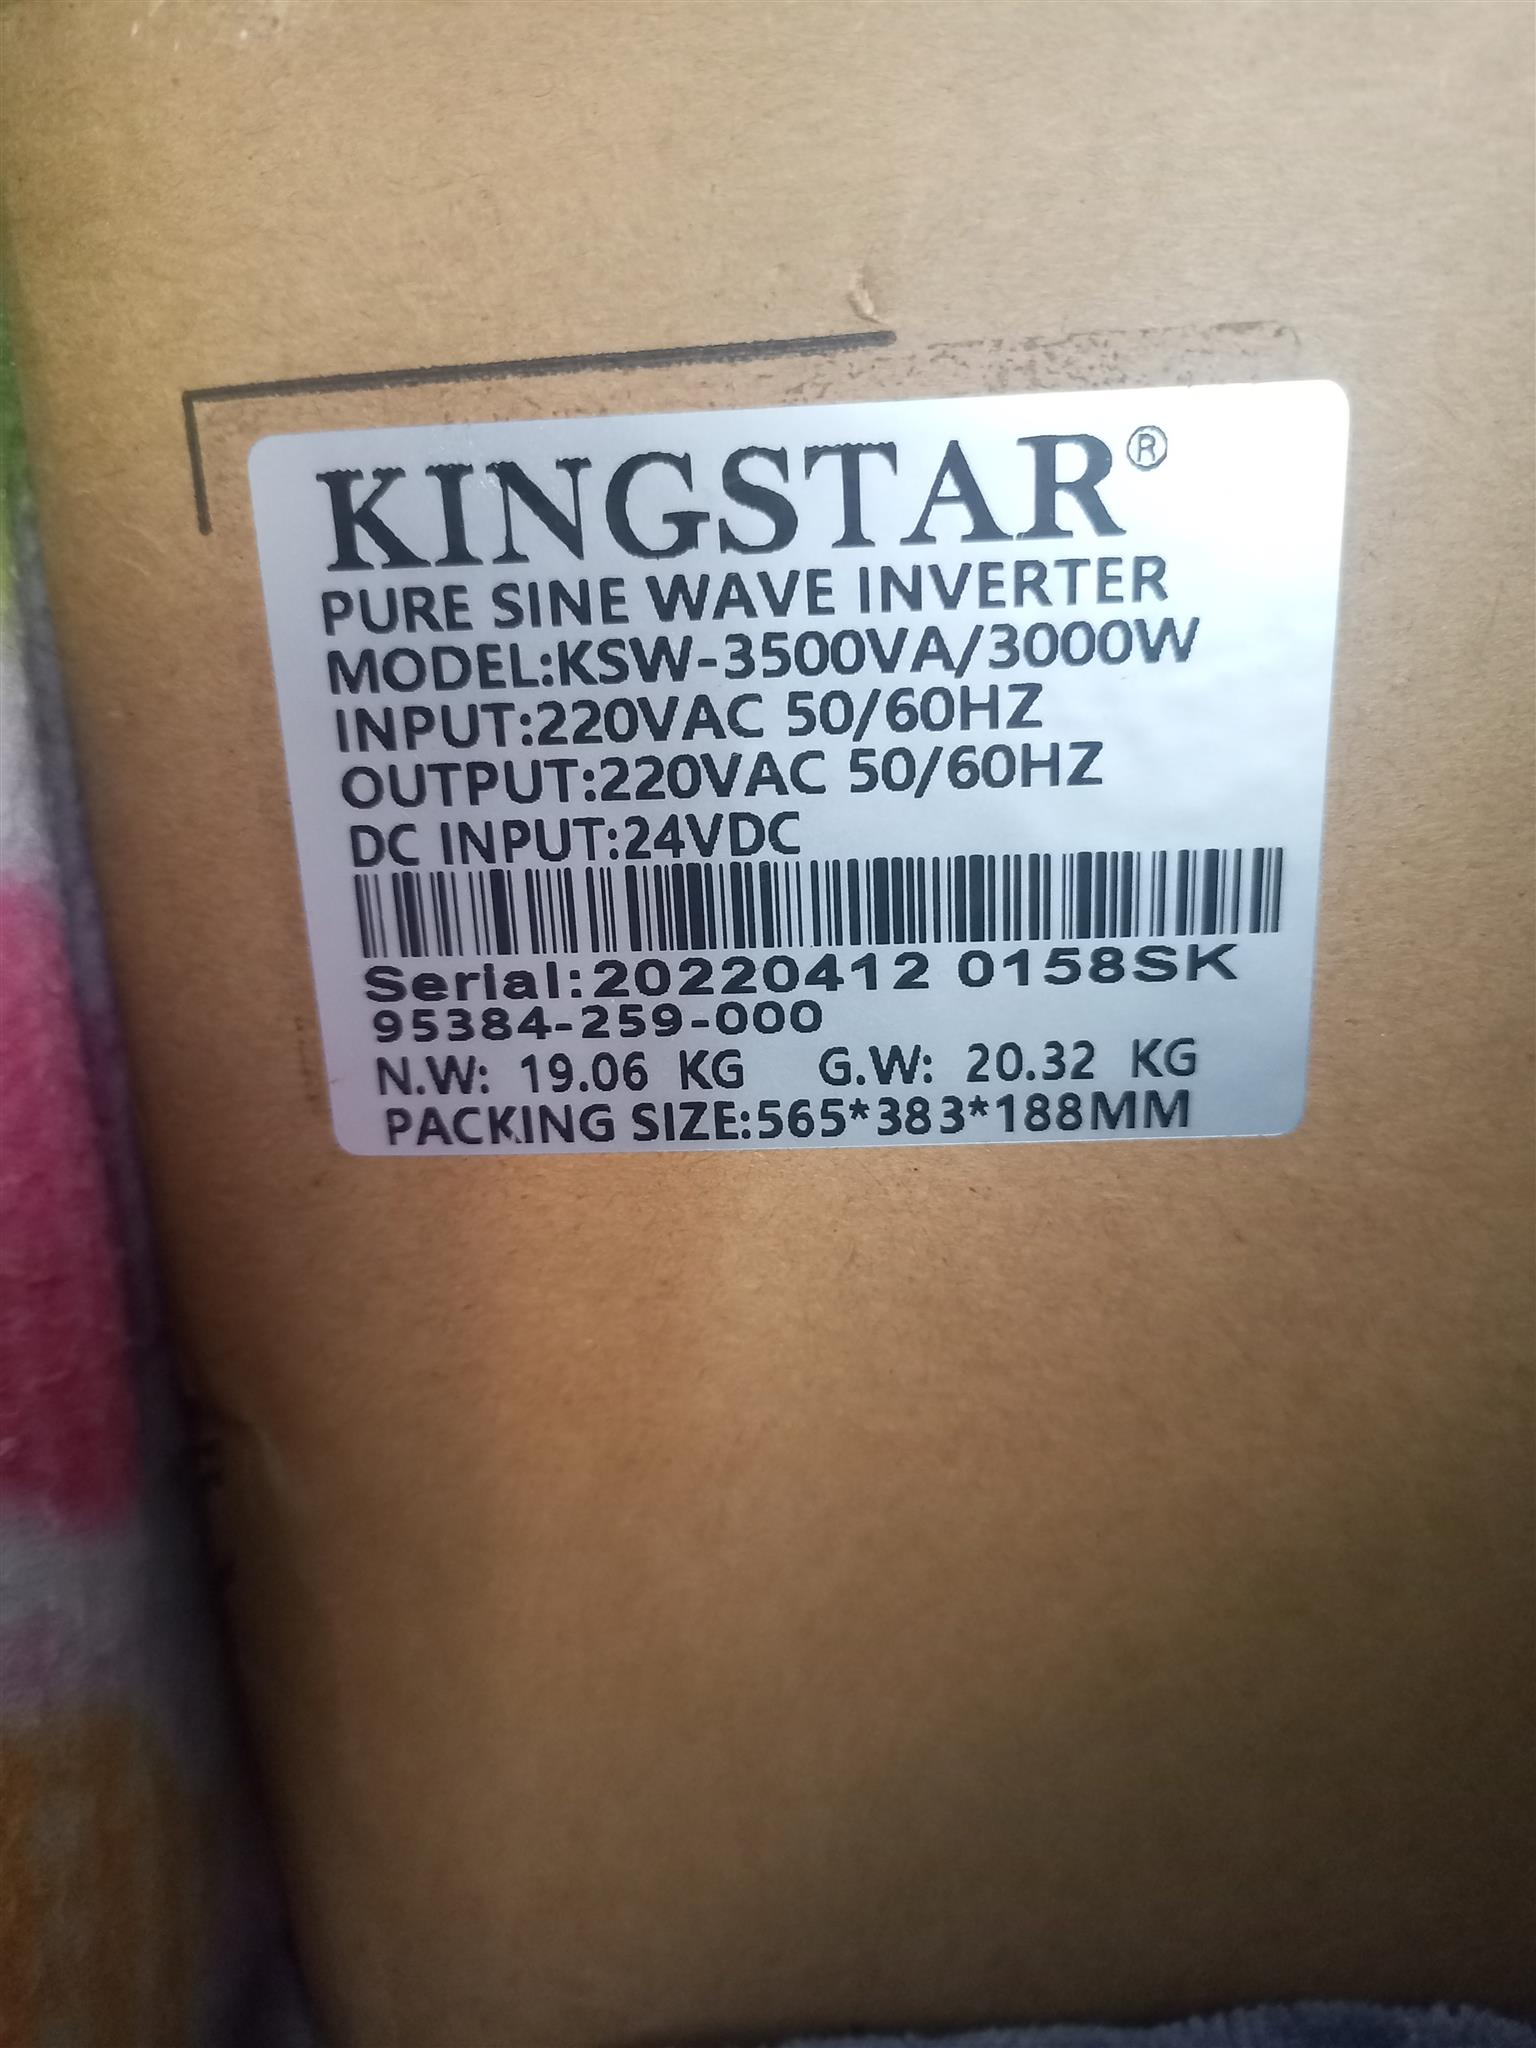 KINGSTAR®
PURE SINE WAVE INVERTER
MODEL:KSW-3500VA/3000W
INPUT:220VAC 50/60HZ
OUTPUT:220VAC 50/60HZ
DC INPUT:24VDC
Serial:20220412 0158SK
95384-259-000
N.W: 19.06 KG G.W: 20.32 KG
PACKING SIZE:565*383*188MM